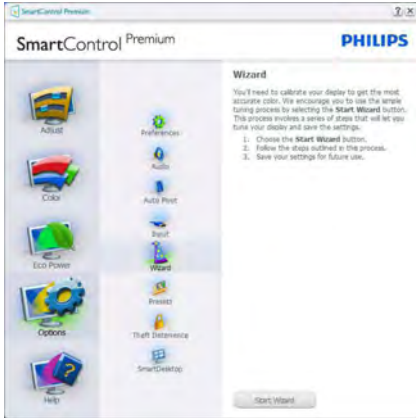 SmartControl Premium
SmartControl Premium
PHILIPS
Adjust
Color
Eco Power
Options
Help
Preferences
Audio
Auto Pivot
Input
Wizard
Presets
Theft Deterrence
SmartDesktop
Wizard
You'll need to calibrate your display to get the most
accurate color. We encourage you to use the simple
tuning process by selecting the Start Wizard button.
This process involves a series of steps that will let you
tune your display and save the settings.
1. Choose the Start Wizard button.
2. Follow the steps outlined in the process.
3. Save your settings for future use.
Start Wizard